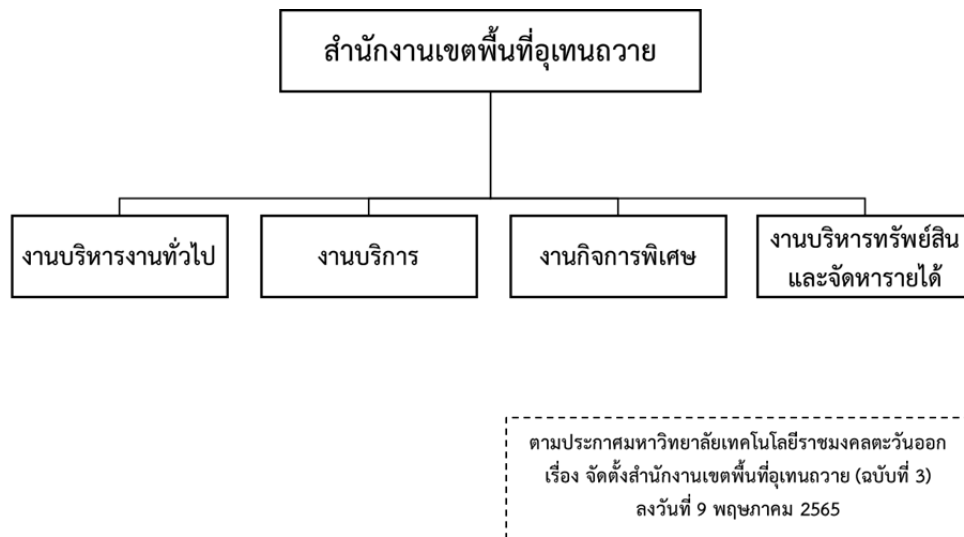 สำนักงานเขตพื้นที่อุเทนถวาย
งานบริหารงานทั่วไป
งานบริการ
งานกิจการพิเศษ
งานบริหารทรัพย์สิน
และจัดหารายได้
ตามประกาศมหาวิทยาลัยเทคโนโลยีราชมงคลตะวันออก
เรื่อง จัดตั้งสำนักงานเขตพื้นที่อุเทนถวาย (ฉบับที่ 3)
ลงวันที่ 9 พฤษภาคม 2565